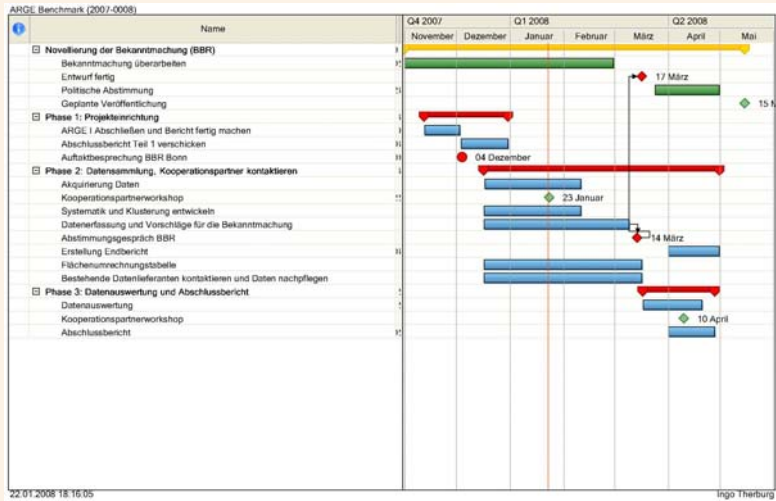 ARGE Benchmark (2007-0008)
Name
Q4 2007 Q1 2008 Q2 2008
November Dezember Januar Februar März April Mai
Novellierung der Bekanntmachung (BBR)
Bekanntmachung überarbeiten
Entwurf fertig 17 März
Politische Abstimmung
Geplante Veröffentlichung 15 M
Phase 1: Projekteinrichtung
ARGE I Abschließen und Bericht fertig machen
Abschlussbericht Teil 1 verschicken
Auftaktbesprechung BBR Bonn 04 Dezember
Phase 2: Datensammlung, Kooperationspartner kontaktieren
Akquirierung Daten
Kooperationspartnerworkshop 23 Januar
Systematik und Klusterung entwickeln
Datenerfassung und Vorschläge für die Bekanntmachung
Abstimmungsgespräch BBR 14 März
Erstellung Endbericht
Flächenumrechnungstabelle
Bestehende Datenlieferanten kontaktieren und Daten nachpflegen
Phase 3: Datenauswertung und Abschlussbericht
Datenauswertung
Kooperationspartnerworkshop 10 April
Abschlussbericht
22.01.2008 18:16:05 Ingo Therburg